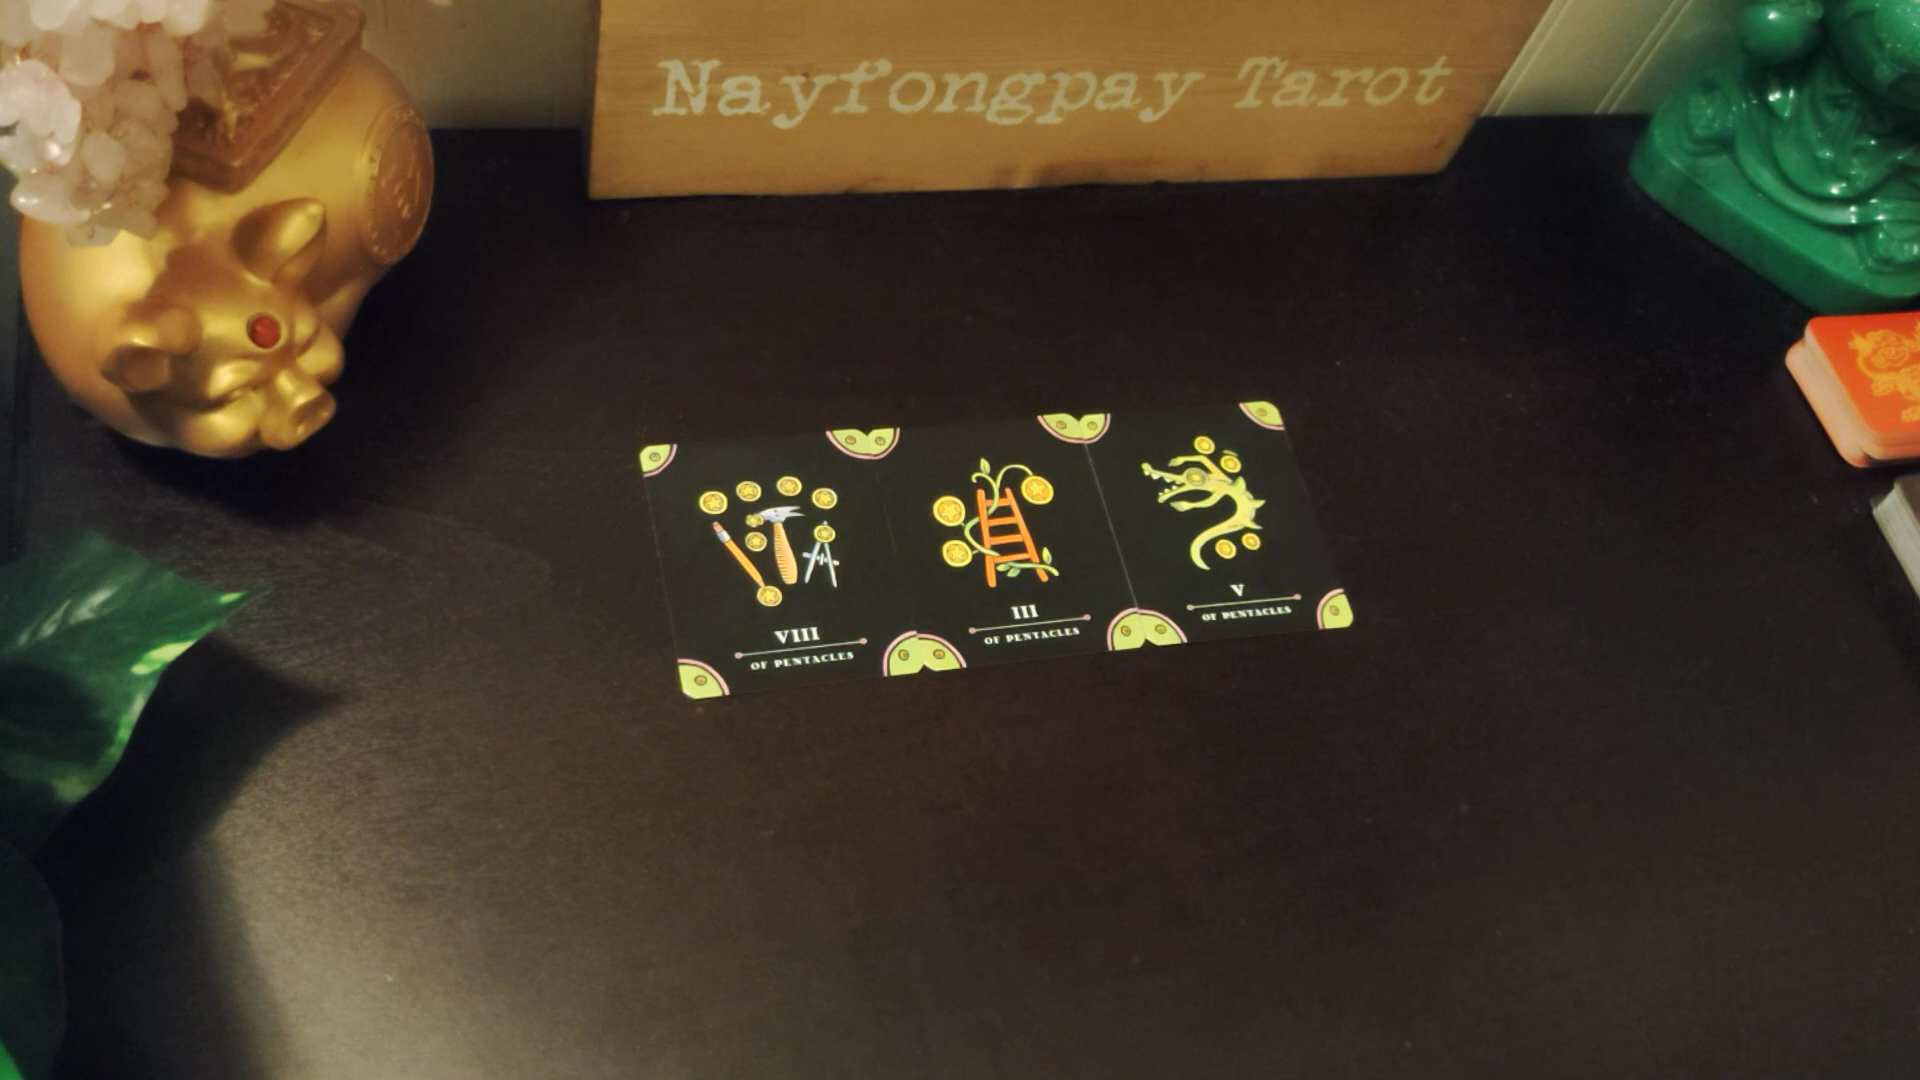 Nayfongpay Tarot
VIII
OF PENTACLES
III
OF PENTACLES
V
OF PENTACLES